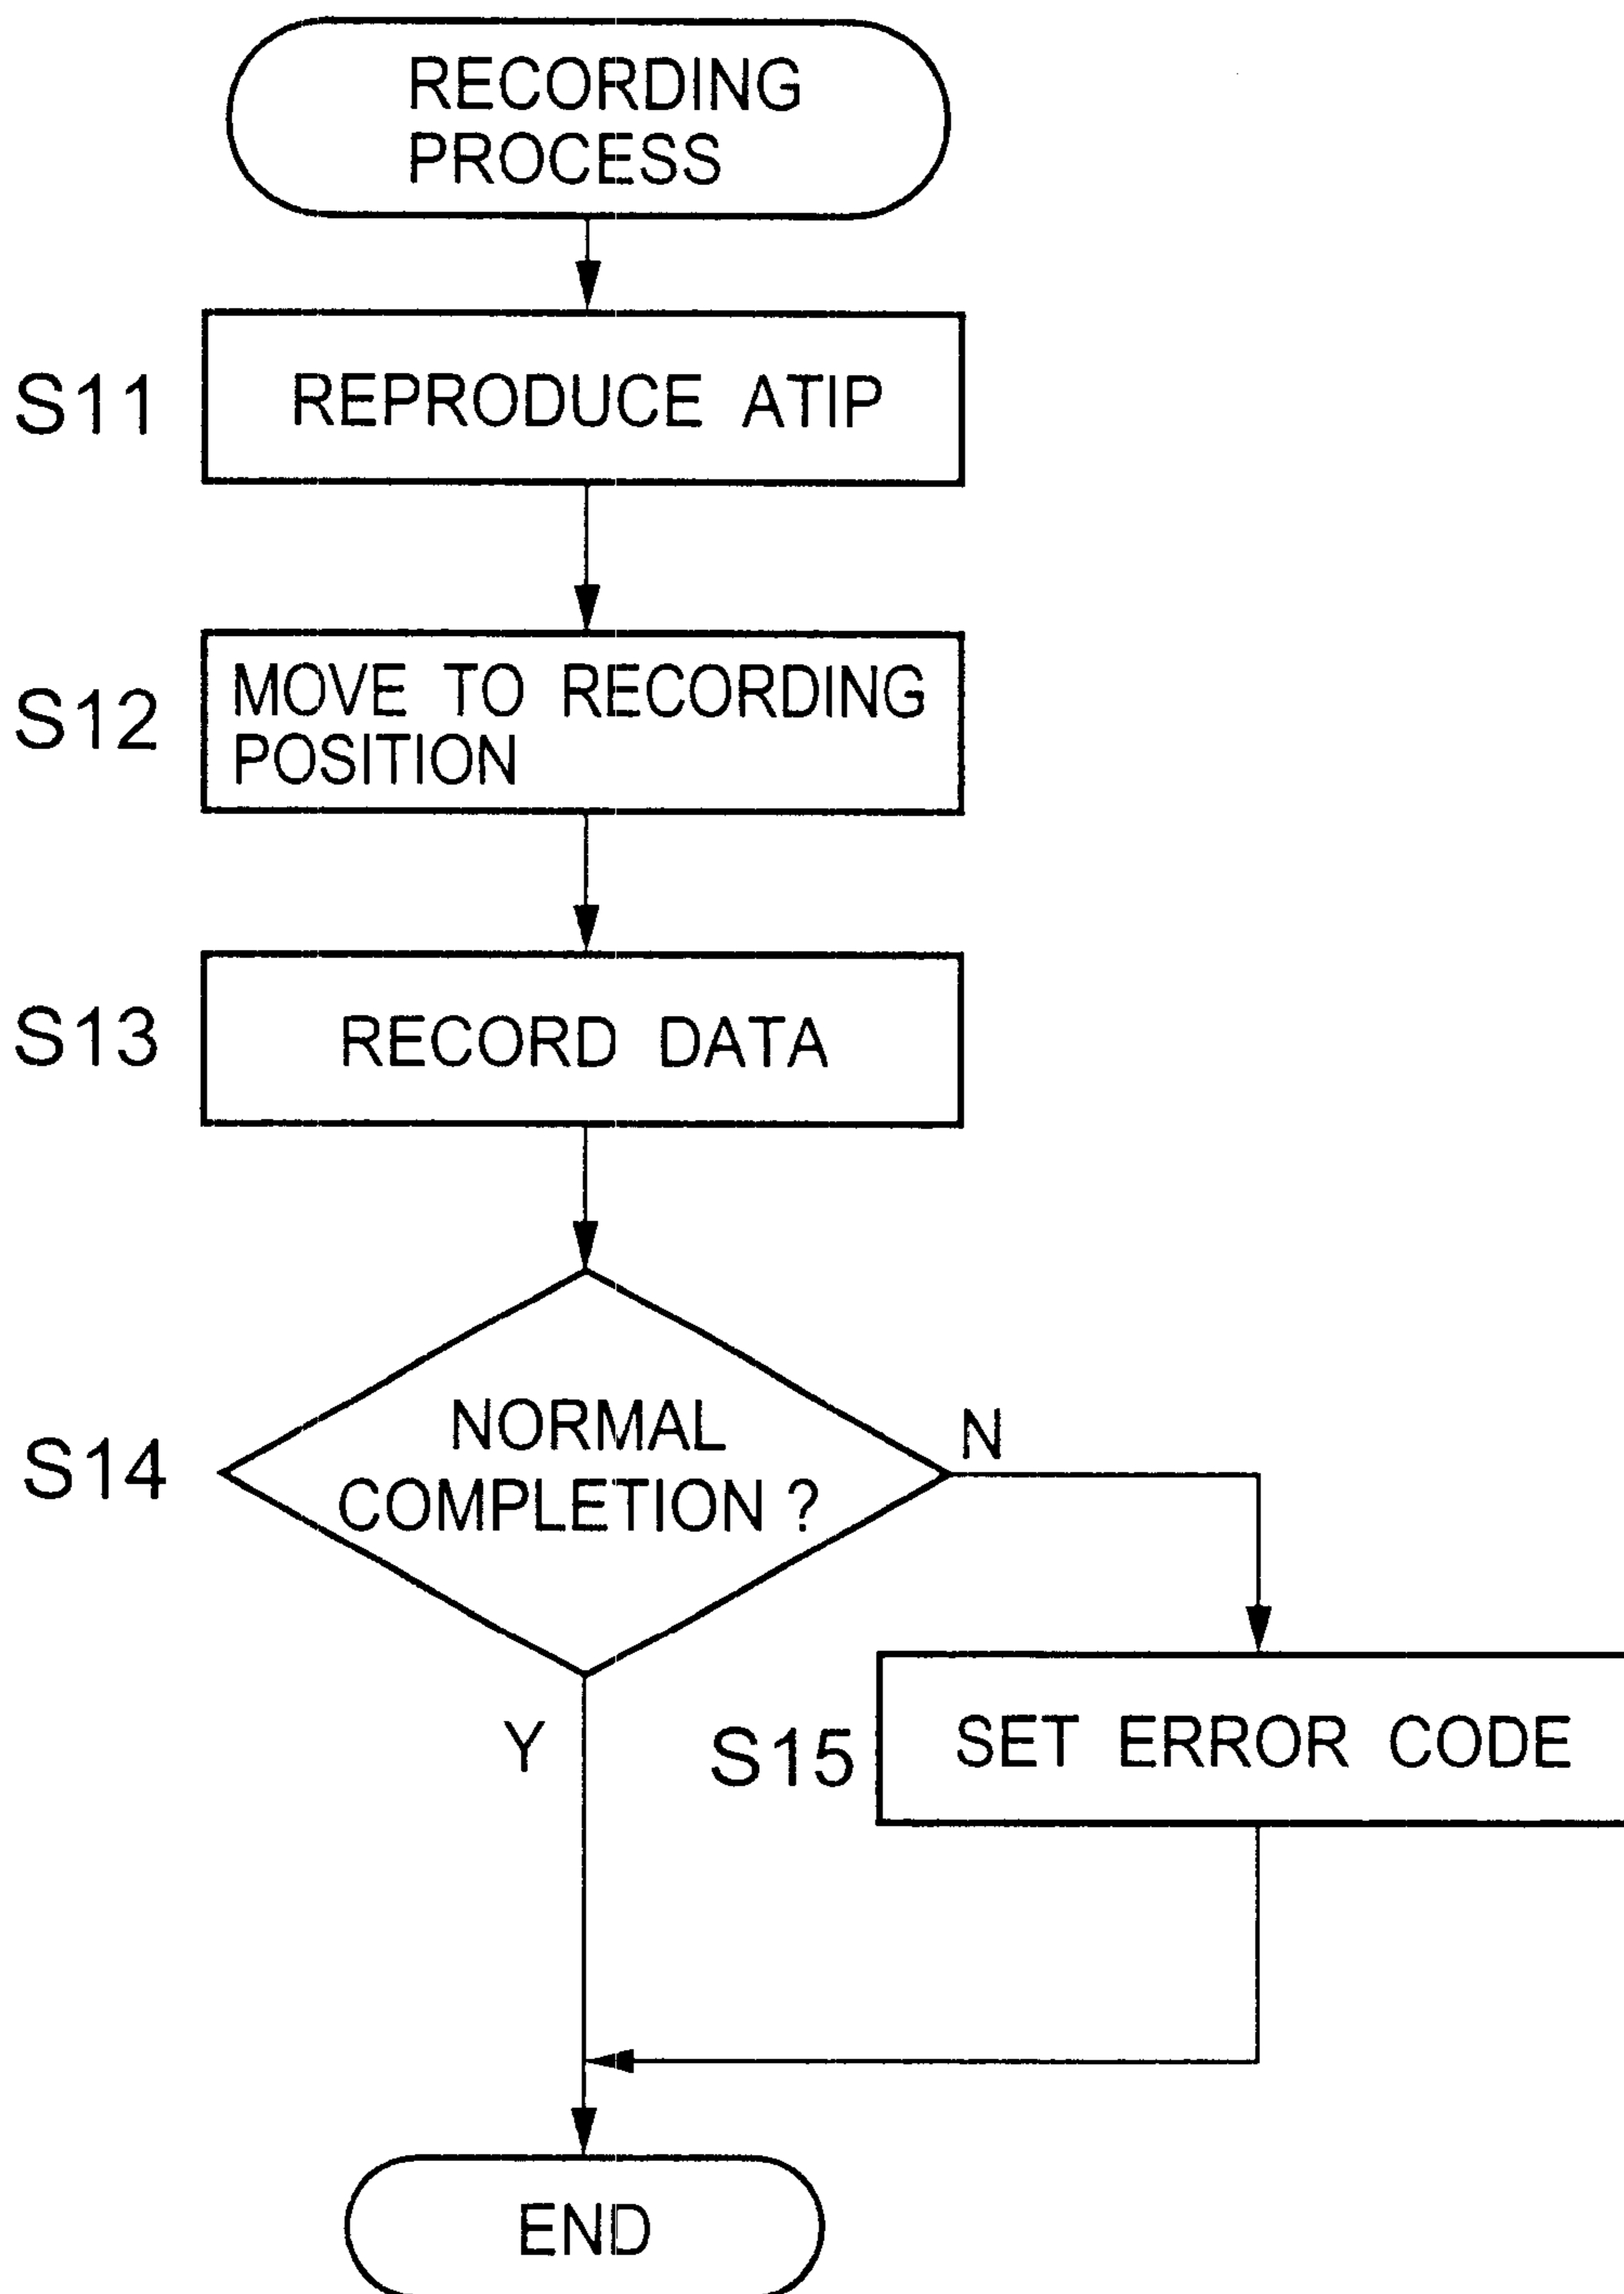 RECORDING
PROCESS
S11
REPRODUCE ATIP
S12
MOVE TO RECORDING
POSITION
S13
RECORD DATA
S14
NORMAL
COMPLETION ?
N
Y
S15
SET ERROR CODE
END